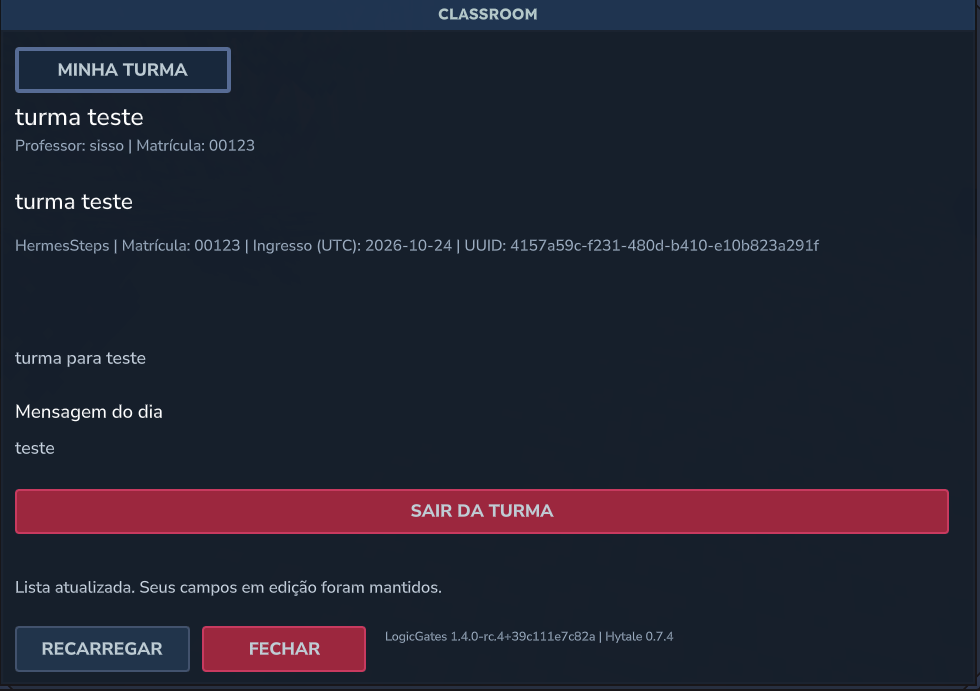 CLASSROOM
MINHA TURMA
turma teste
Professor: sisso | Matrícula: 00123
turma teste
HermesSteps | Matrícula: 00123 | Ingresso (UTC): 2026-10-24 | UUID: 4157a59c-f231-480d-b410-e10b823a291f
turma para teste
Mensagem do dia
teste
SAIR DA TURMA
Lista atualizada. Seus campos em edição foram mantidos.
RECARREGAR
FECHAR
LogicGates 1.4.0-rc.4+39c111e7c82a | Hytale 0.7.4